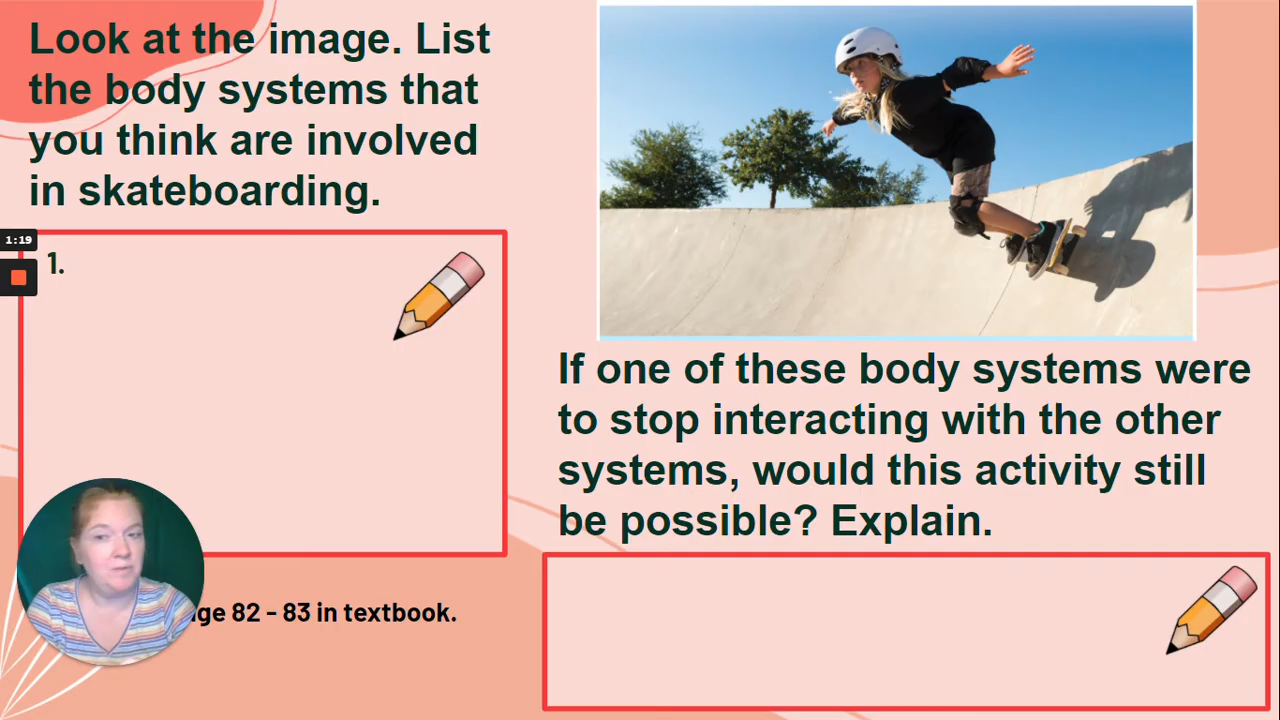 Look at the image. List
the body systems that
you think are involved
in skateboarding.
1:19
1.
If one of these body systems were
to stop interacting with the other
systems, would this activity still
be possible? Explain.
82 - 83 in textbook.